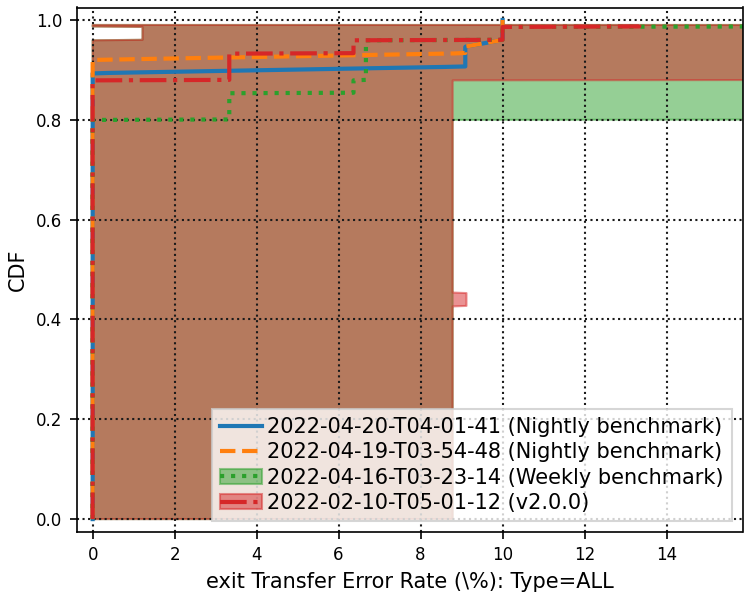 1.0
0.8
0.6
0.4
0.2
0.0
CDF
2022-04-20-T04-01-41 (Nightly benchmark)
2022-04-19-T03-54-48 (Nightly benchmark)
2022-04-16-T03-23-14 (Weekly benchmark)
2022-02-10-T05-01-12 (v2.0.0)
0 2 4 6 8 10 12 14
exit Transfer Error Rate (\%): Type=ALL